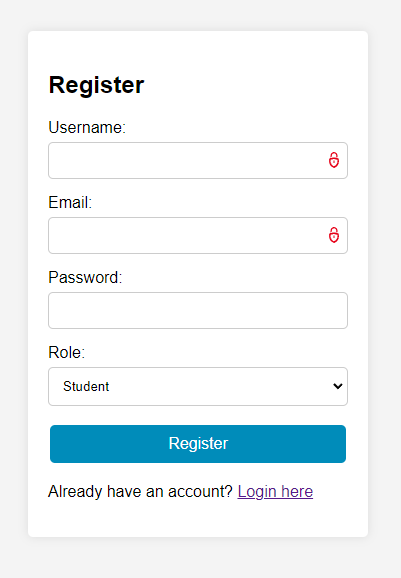 Register
Username:
Email:
Password:
Role:
Student
Register
Already have an account? Login here